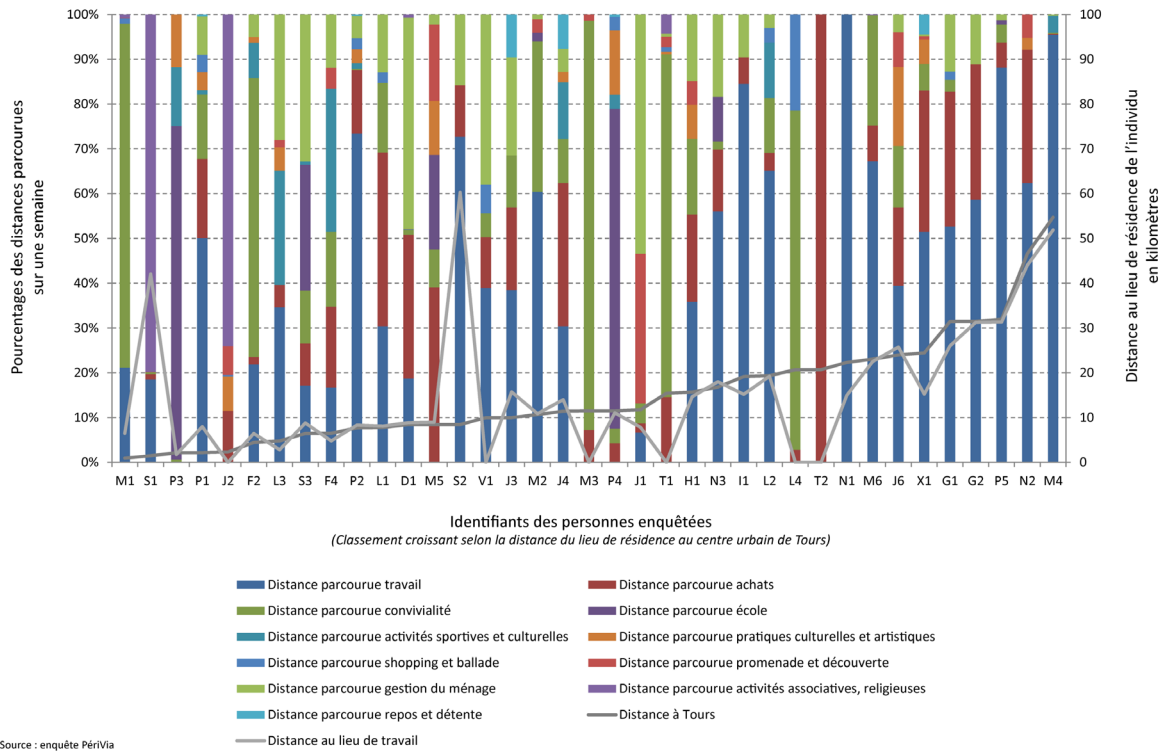 Pourcentages des distances parcourues
sur une semaine
100%
90%
80%
70%
60%
50%
40%
30%
20%
10%
0%
100
90
80
70
60
50
40
30
20
10
0
Distance au lieu de résidence de l'individu
en kilomètres
M1 S1 P3 P1 J2 F2 L3 S3 F4 P2 L1 D1 M5 S2 V1 J3 M2 J4 M3 P4 J1 T1 H1 N3 I1 L2 L4 T2 N1 M6 J6 X1 G1 G2 P5 N2 M4
Identifiants des personnes enquêtées
(Classement croissant selon la distance du lieu de résidence au centre urbain de Tours)
Distance parcourue travail
Distance parcourue achats
Distance parcourue convivialité
Distance parcourue école
Distance parcourue activités sportives et culturelles
Distance parcourue pratiques culturelles et artistiques
Distance parcourue shopping et ballade
Distance parcourue promenade et découverte
Distance parcourue gestion du ménage
Distance parcourue activités associatives, religieuses
Distance parcourue repos et détente
Distance à Tours
Distance au lieu de travail
Source : enquête PériVia